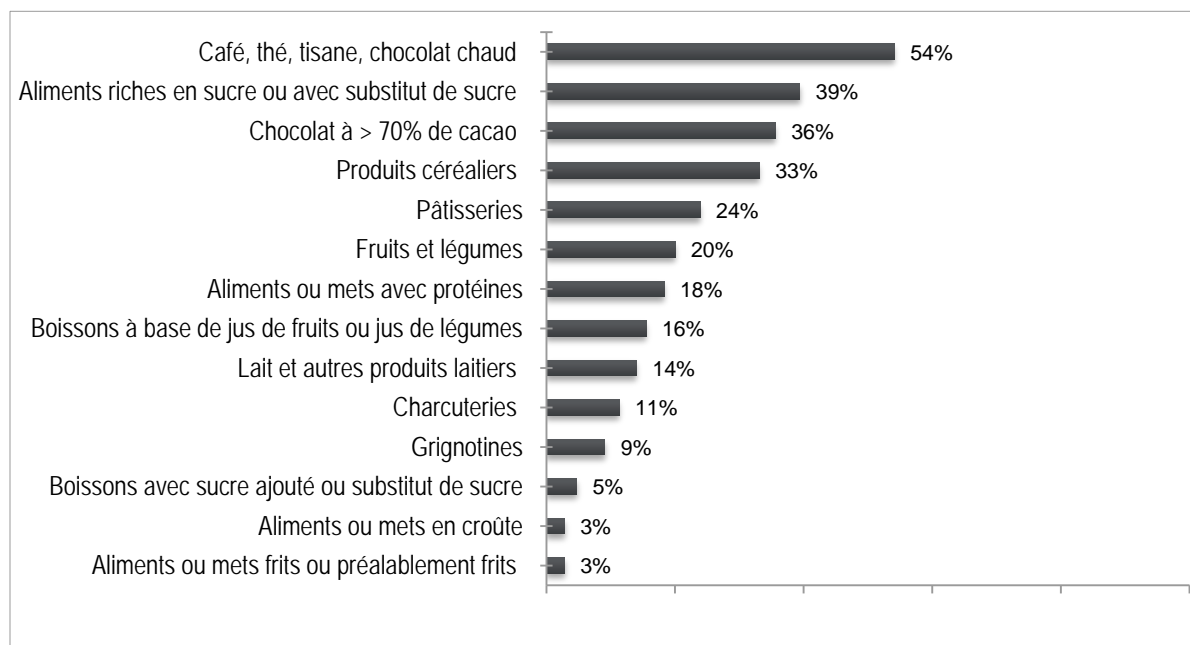 Café, thé, tisane, chocolat chaud 54%
Aliments riches en sucre ou avec substitut de sucre 39%
Chocolat à > 70% de cacao 36%
Produits céréaliers 33%
Pâtisseries 24%
Fruits et légumes 20%
Aliments ou mets avec protéines 18%
Boissons à base de jus de fruits ou jus de légumes 16%
Lait et autres produits laitiers 14%
Charcuteries 11%
Grignotines 9%
Boissons avec sucre ajouté ou substitut de sucre 5%
Aliments ou mets en croûte 3%
Aliments ou mets frits ou préalablement frits 3%